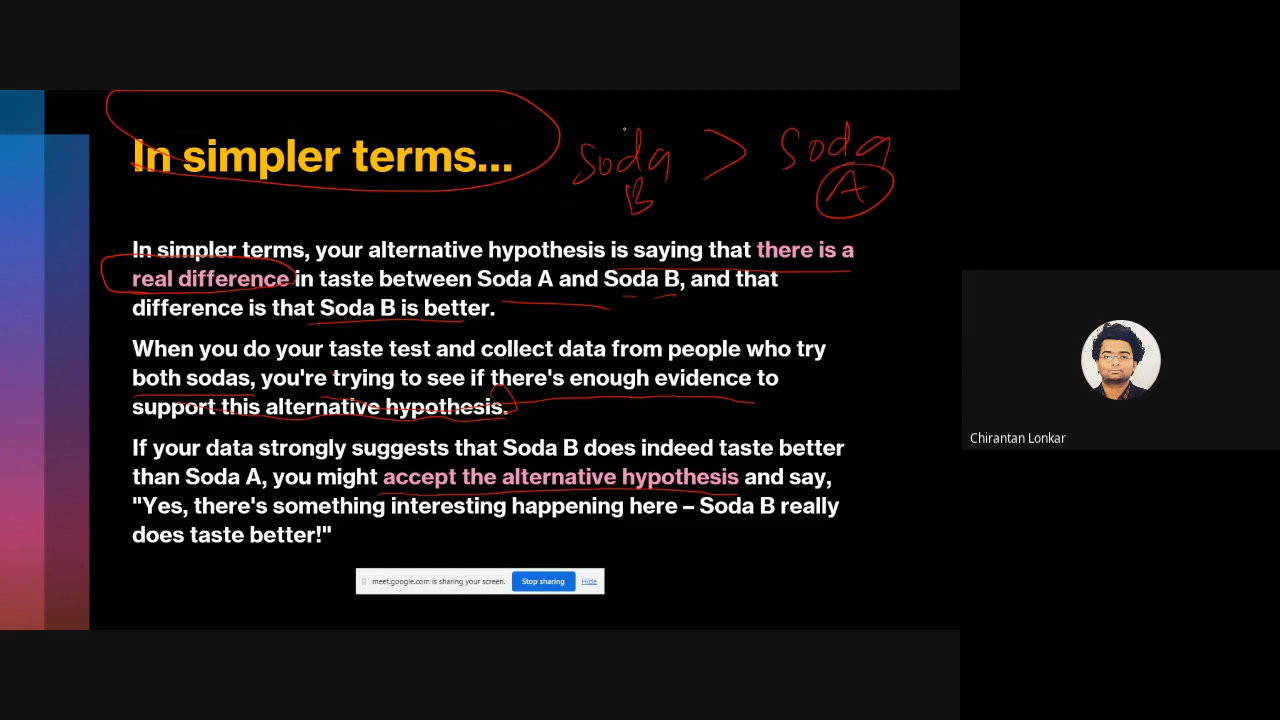 In simpler terms...
Soda > Soda
B A
In simpler terms, your alternative hypothesis is saying that there is a
real difference in taste between Soda A and Soda B, and that
difference is that Soda B is better.
When you do your taste test and collect data from people who try
both sodas, you're trying to see if there's enough evidence to
support this alternative hypothesis.
If your data strongly suggests that Soda B does indeed taste better
than Soda A, you might accept the alternative hypothesis and say,
"Yes, there's something interesting happening here – Soda B really
does taste better!"
meet.google.com is sharing your screen. Stop sharing Hide
Chirantan Lonkar